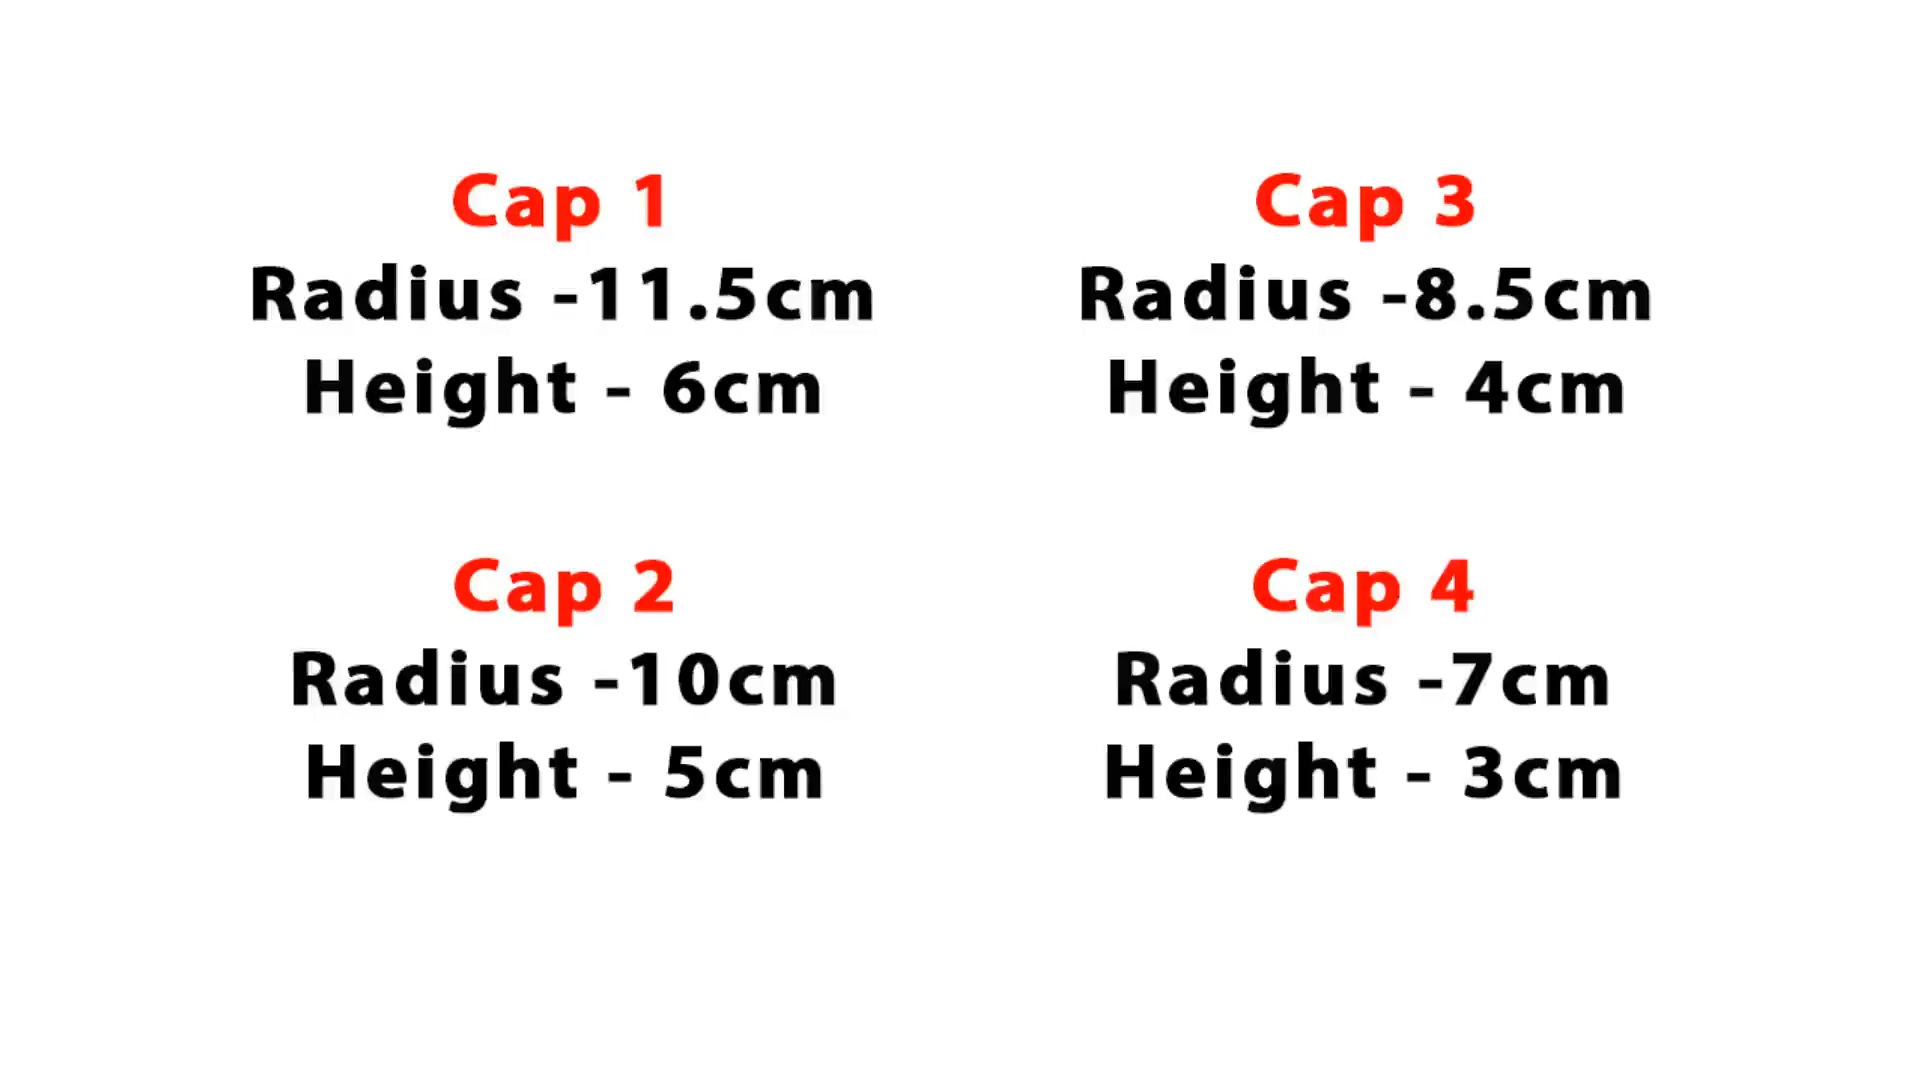 Cap 1
Radius -11.5cm
Height - 6cm
Cap 2
Radius -10cm
Height - 5cm
Cap 3
Radius -8.5cm
Height - 4cm
Cap 4
Radius -7cm
Height - 3cm